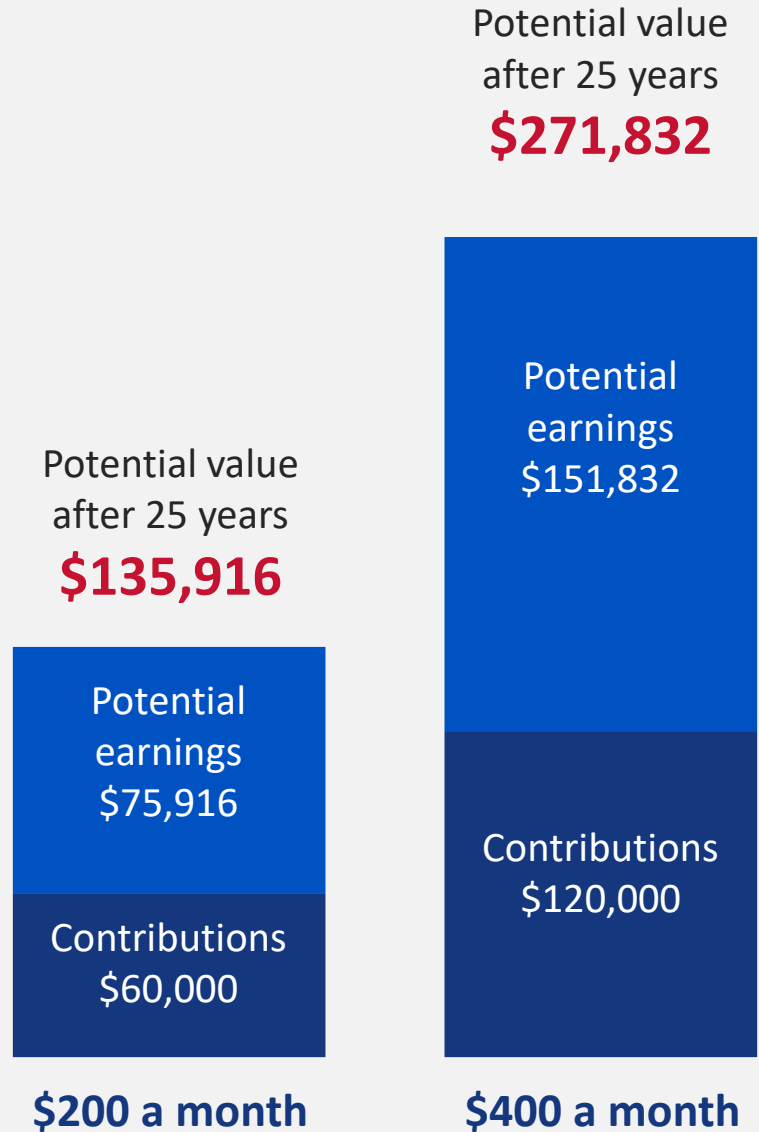 Potential value
after 25 years
$135,916
Potential
earnings
$75,916
Contributions
$60,000
$200 a month
Potential value
after 25 years
$271,832
Potential
earnings
$151,832
Contributions
$120,000
$400 a month